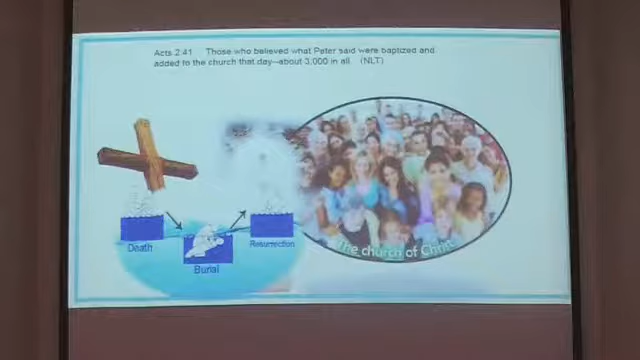 Acts 2:41 Those who believed what Peter said were baptized and
added to the church that day--about 3,000 in all. (NLT)
Death
Burial
Resurrection
The church of Christ